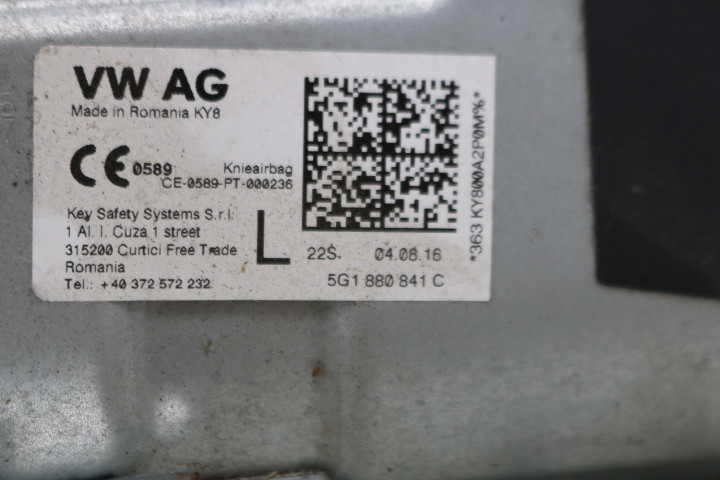 VW AG
Made in Romania KY8
CE 0589 Knieairbag
CE-0589-PT-000236
Key Safety Systems S.r.l.
1 Al. I. Cuza 1 street
315200 Curtici Free Trade
Romania
Tel.: +40 372 572 232
L
22S. 04.08.16
5G1 880 841 C
*363 KY800A2P0M%*